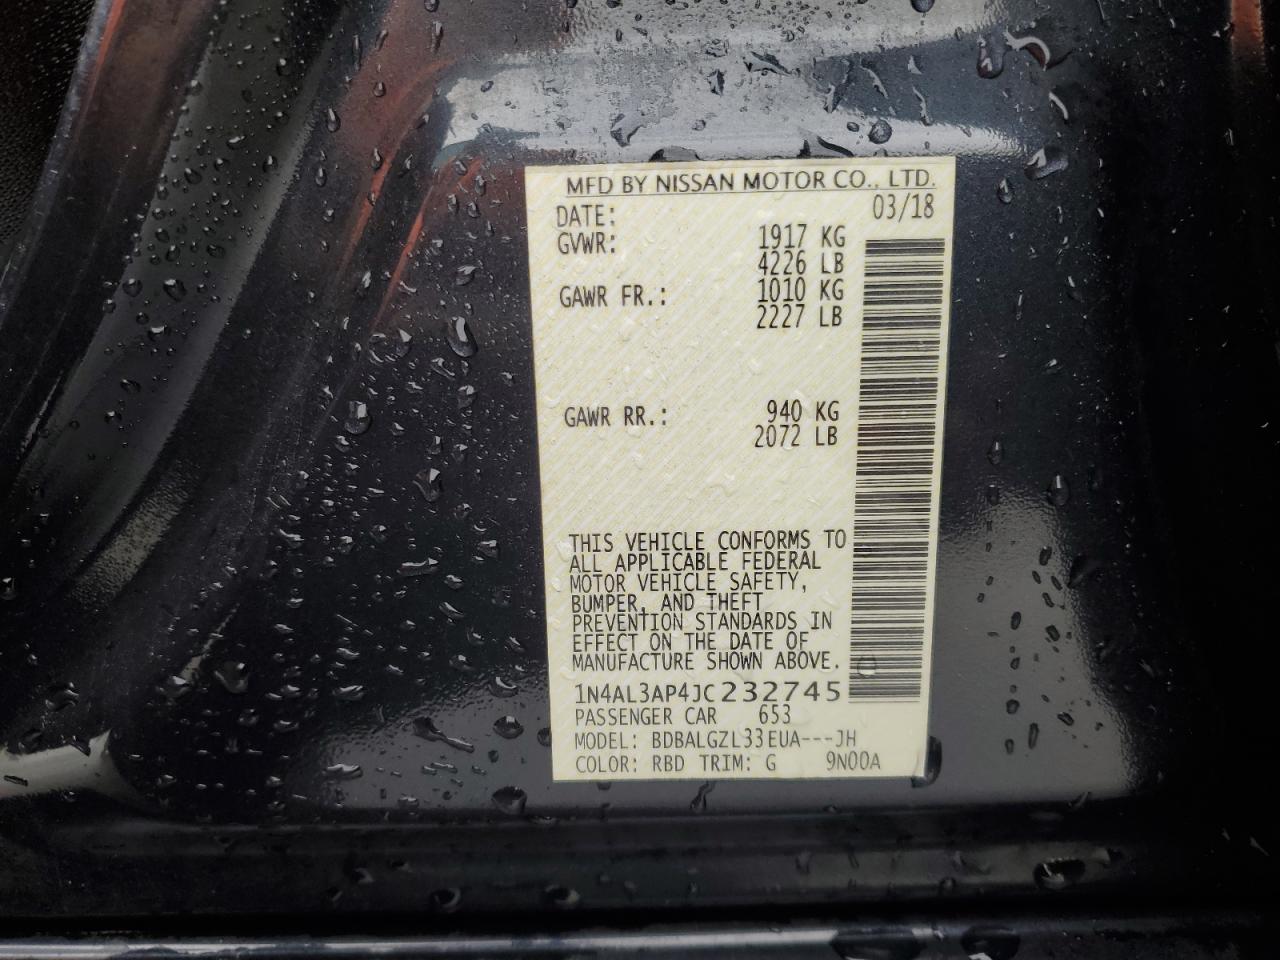 MFD BY NISSAN MOTOR CO., LTD.
DATE: 03/18
GVWR: 1917 KG
4226 LB
GAWR FR.: 1010 KG
2227 LB
GAWR RR.: 940 KG
2072 LB
THIS VEHICLE CONFORMS TO
ALL APPLICABLE FEDERAL
MOTOR VEHICLE SAFETY,
BUMPER, AND THEFT
PREVENTION STANDARDS IN
EFFECT ON THE DATE OF
MANUFACTURE SHOWN ABOVE.
1N4AL3AP4JC232745
PASSENGER CAR 653
MODEL: BDBALGZL33EUA---JH
COLOR: RBD TRIM: G 9N00A